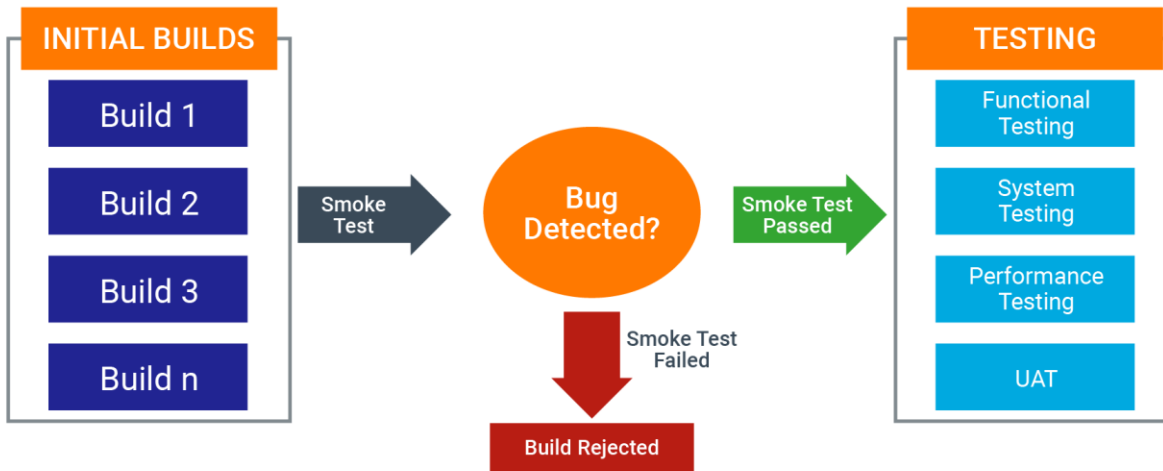 INITIAL BUILDS
Build 1
Build 2
Build 3
Build n
Smoke
Test
Bug
Detected?
Smoke Test
Passed
Smoke Test
Failed
Build Rejected
TESTING
Functional
Testing
System
Testing
Performance
Testing
UAT